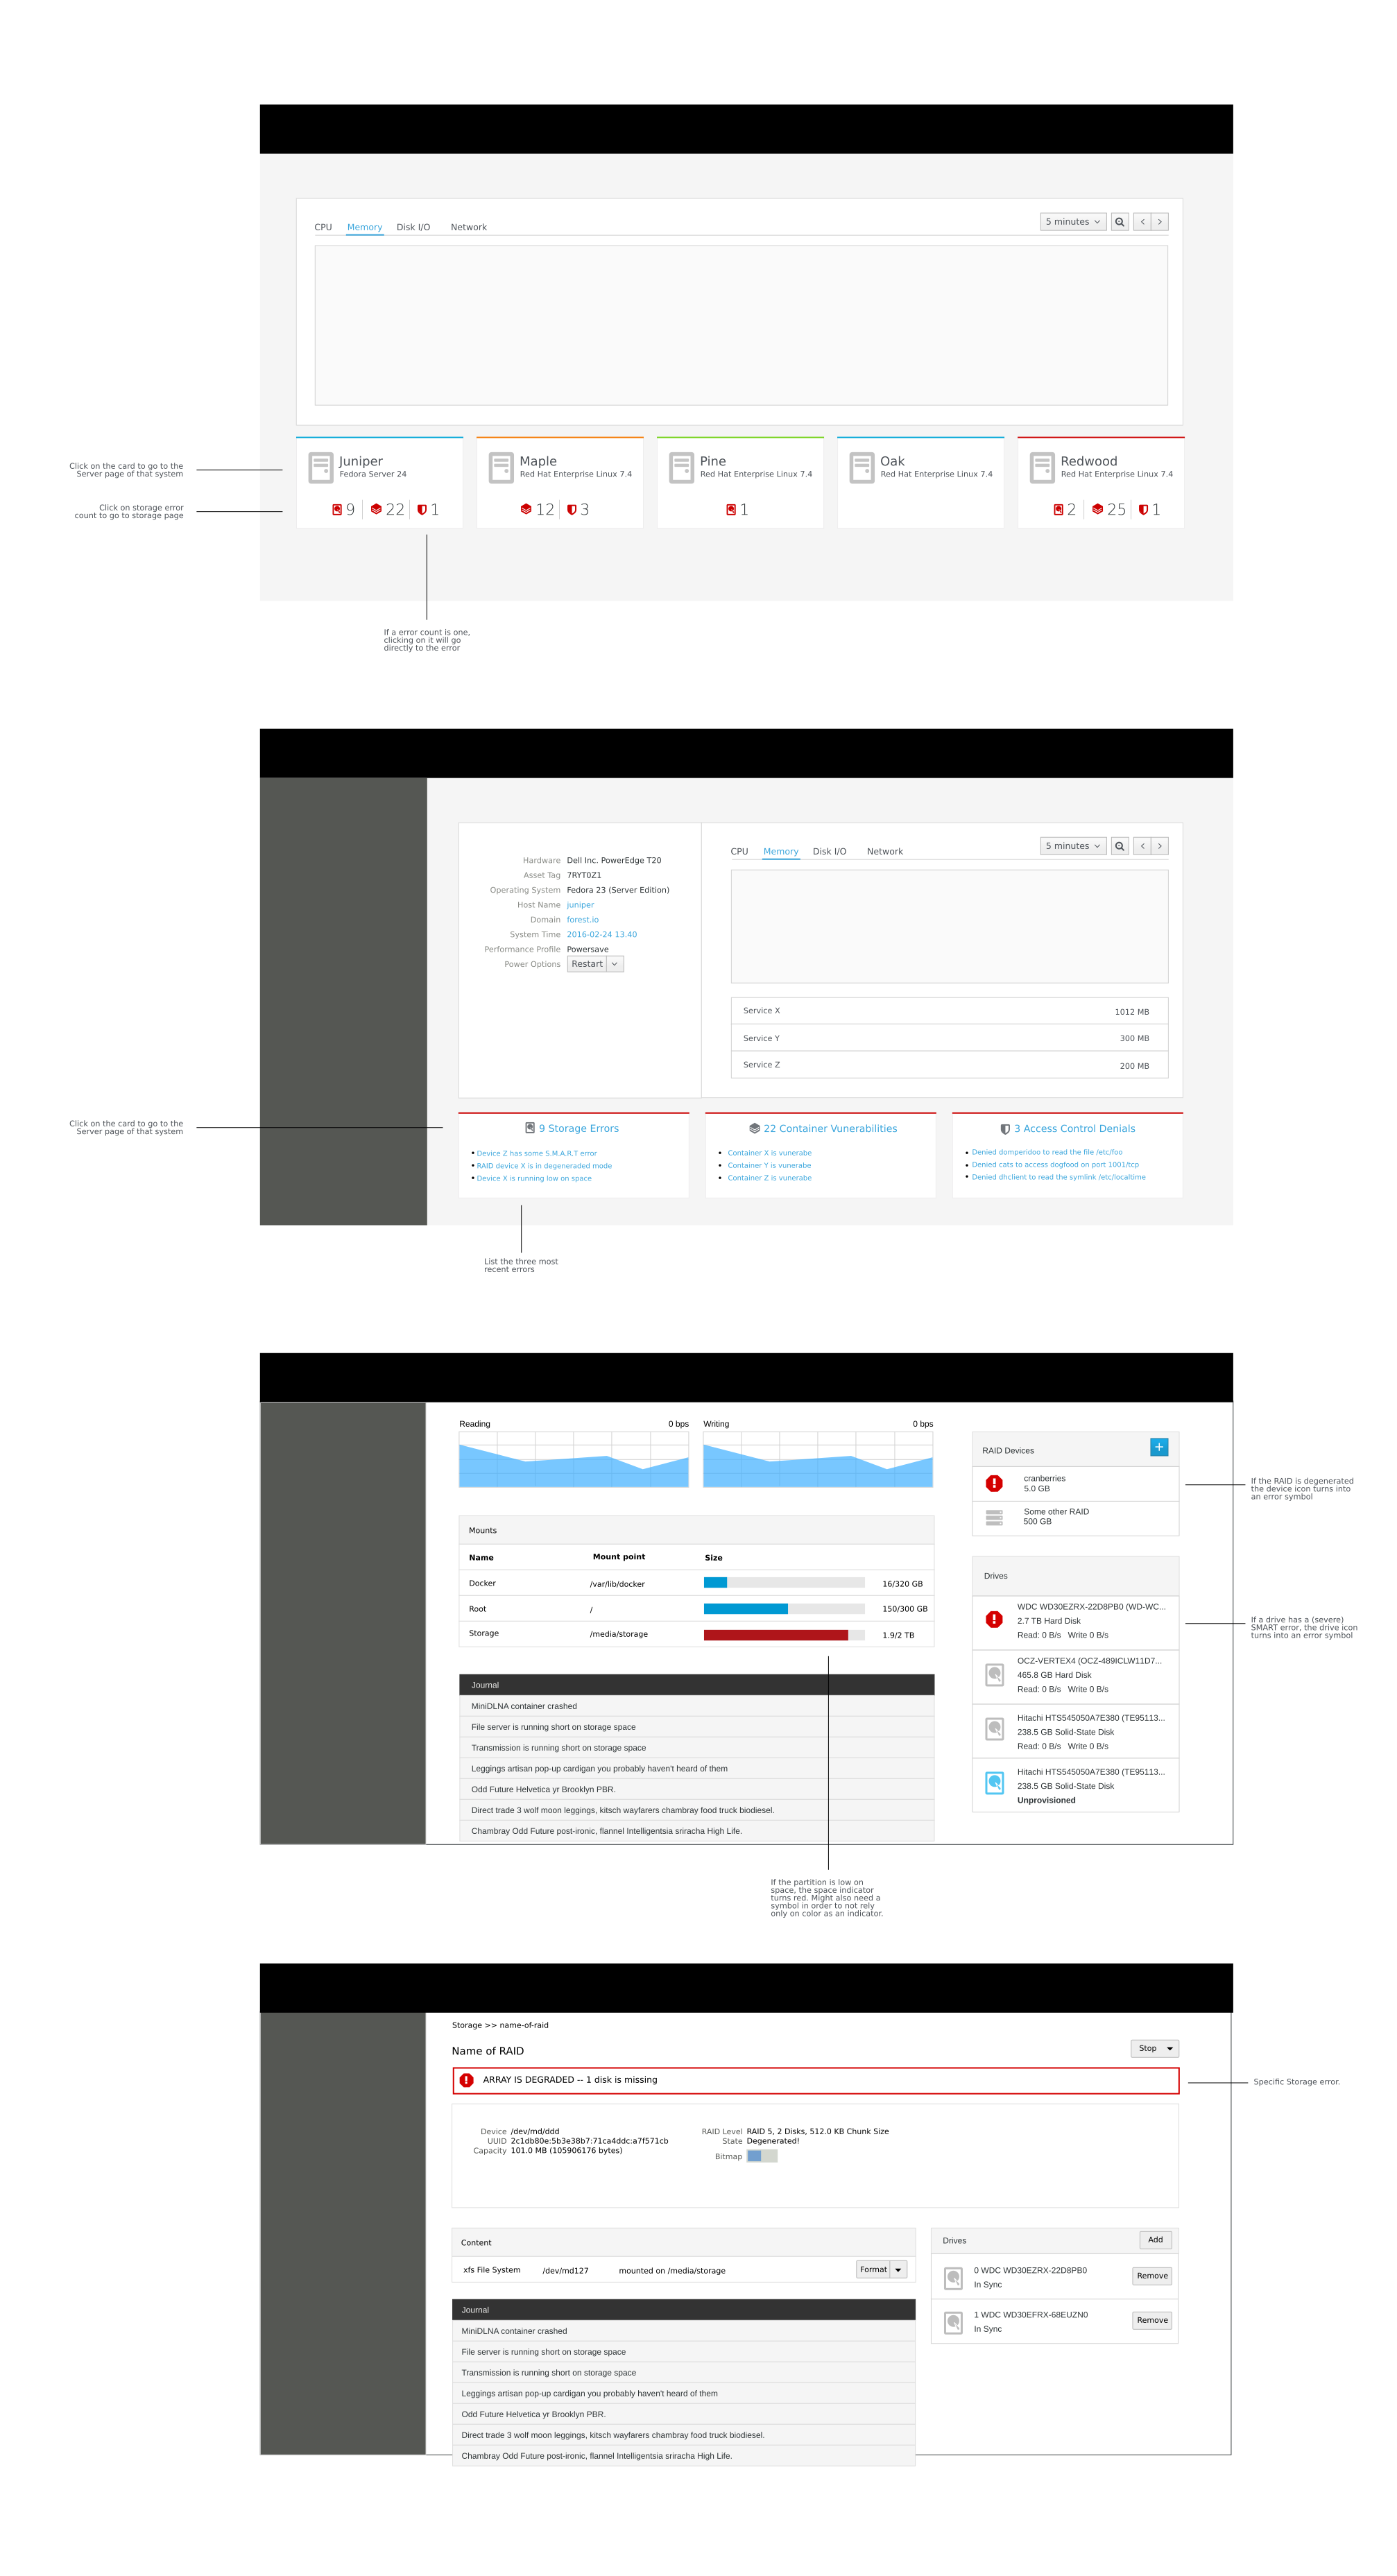 CPU Memory Disk I/O Network 5 minutes
Click on the card to go to the
Server page of that system
Click on storage error
count to go to storage page
Juniper
Fedora Server 24
9 22 1
Maple
Red Hat Enterprise Linux 7.4
12 3
Pine
Red Hat Enterprise Linux 7.4
1
Oak
Red Hat Enterprise Linux 7.4
Redwood
Red Hat Enterprise Linux 7.4
2 25 1
If a error count is one,
clicking on it will go
directly to the error
Hardware Dell Inc. PowerEdge T20
Asset Tag 7RYT0Z1
Operating System Fedora 23 (Server Edition)
Host Name juniper
Domain forest.io
System Time 2016-02-24 13.40
Performance Profile Powersave
Power Options Restart
CPU Memory Disk I/O Network 5 minutes
Service X 1012 MB
Service Y 300 MB
Service Z 200 MB
Click on the card to go to the
Server page of that system
9 Storage Errors
Device Z has some S.M.A.R.T error
RAID device X is in degeneraded mode
Device X is running low on space
22 Container Vunerabilities
Container X is vunerabe
Container Y is vunerabe
Container Z is vunerabe
3 Access Control Denials
Denied domperidoo to read the file /etc/foo
Denied cats to access dogfood on port 1001/tcp
Denied dhclient to read the symlink /etc/localtime
List the three most
recent errors
Reading 0 bps
Writing 0 bps
Mounts
Name Mount point Size
Docker /var/lib/docker 16/320 GB
Root / 150/300 GB
Storage /media/storage 1.9/2 TB
Journal
MiniDLNA container crashed
File server is running short on storage space
Transmission is running short on storage space
Leggings artisan pop-up cardigan you probably haven't heard of them
Odd Future Helvetica yr Brooklyn PBR.
Direct trade 3 wolf moon leggings, kitsch wayfarers chambray food truck biodiesel.
Chambray Odd Future post-ironic, flannel Intelligentsia sriracha High Life.
RAID Devices +
cranberries
5.0 GB
Some other RAID
500 GB
If the RAID is degenerated
the device icon turns into
an error symbol
Drives
WDC WD30EZRX-22D8PB0 (WD-WC...
2.7 TB Hard Disk
Read: 0 B/s Write 0 B/s
OCZ-VERTEX4 (OCZ-489ICLW11D7...
465.8 GB Hard Disk
Read: 0 B/s Write 0 B/s
Hitachi HTS545050A7E380 (TE95113...
238.5 GB Solid-State Disk
Read: 0 B/s Write 0 B/s
Hitachi HTS545050A7E380 (TE95113...
238.5 GB Solid-State Disk
Unprovisioned
If a drive has a (severe)
SMART error, the drive icon
turns into an error symbol
If the partition is low on
space, the space indicator
turns red. Might also need a
symbol in order to not rely
only on color as an indicator.
Storage >> name-of-raid
Name of RAID Stop
ARRAY IS DEGRADED -- 1 disk is missing
Specific Storage error.
Device /dev/md/ddd
UUID 2c1db80e:5b3e38b7:71ca4ddc:a7f571cb
Capacity 101.0 MB (105906176 bytes)
RAID Level RAID 5, 2 Disks, 512.0 KB Chunk Size
State Degenerated!
Bitmap
Content
xfs File System /dev/md127 mounted on /media/storage Format
Journal
MiniDLNA container crashed
File server is running short on storage space
Transmission is running short on storage space
Leggings artisan pop-up cardigan you probably haven't heard of them
Odd Future Helvetica yr Brooklyn PBR.
Direct trade 3 wolf moon leggings, kitsch wayfarers chambray food truck biodiesel.
Chambray Odd Future post-ironic, flannel Intelligentsia sriracha High Life.
Drives Add
0 WDC WD30EZRX-22D8PB0
In Sync
Remove
1 WDC WD30EFRX-68EUZN0
In Sync
Remove